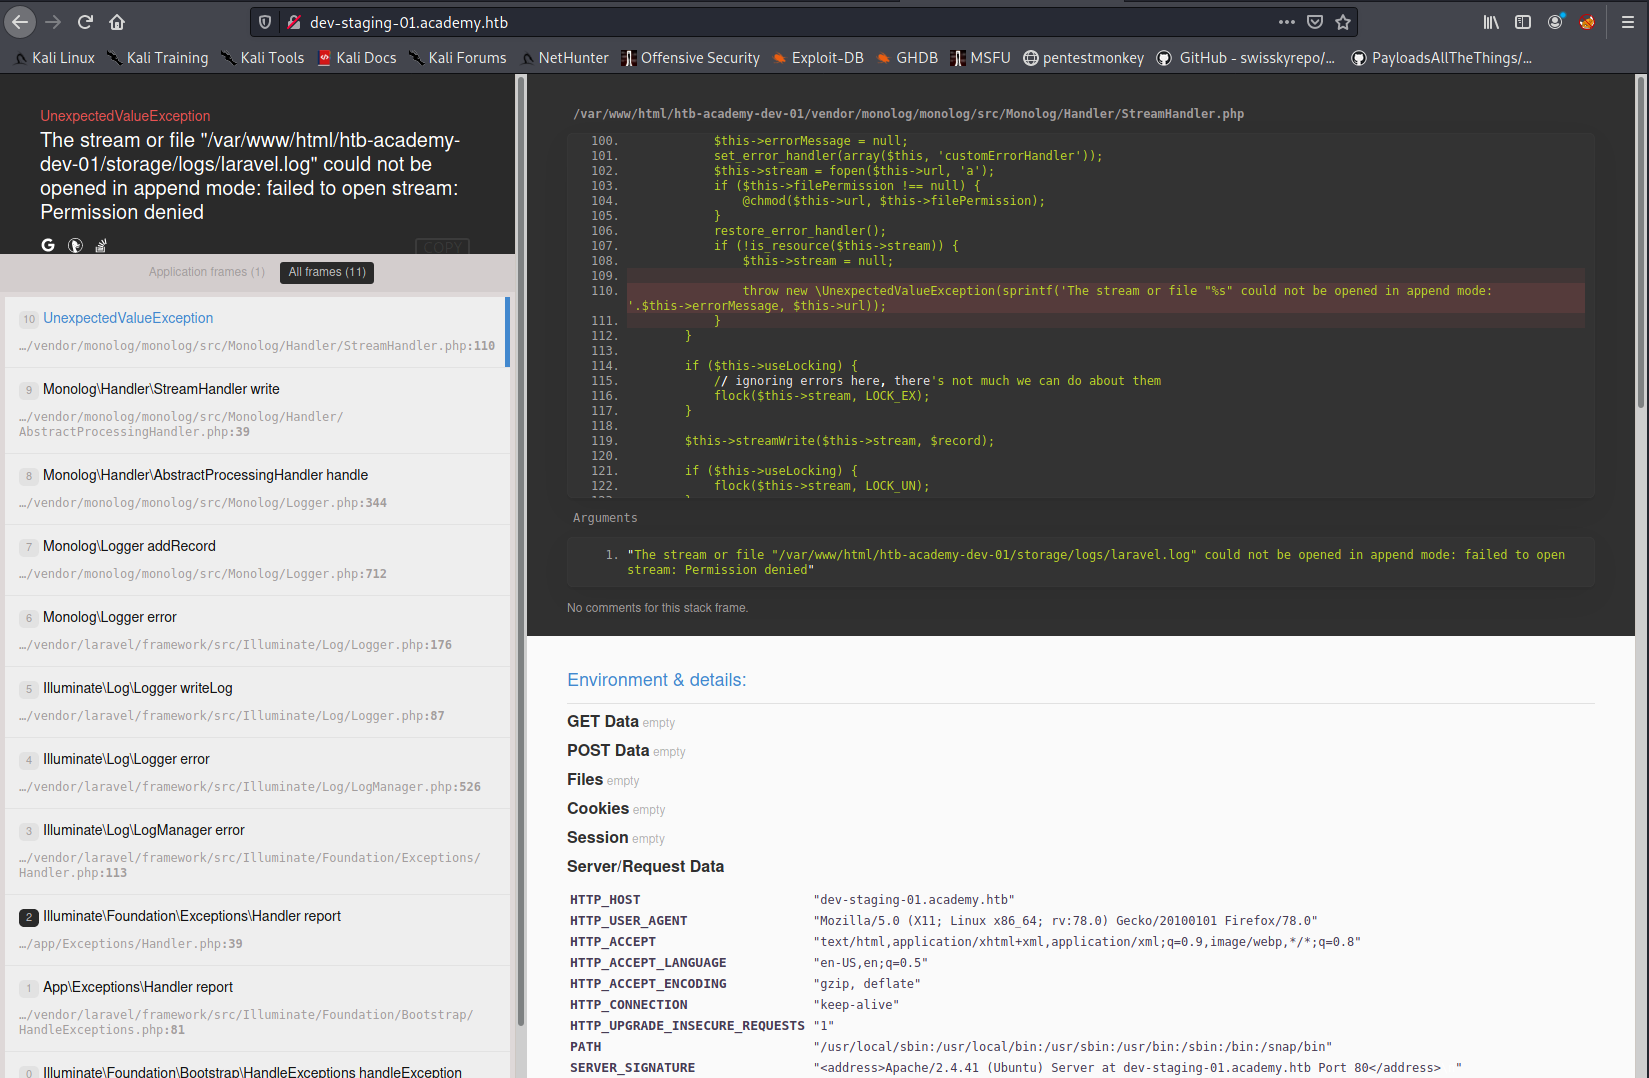 dev-staging-01.academy.htb
Kali Linux Kali Training Kali Tools Kali Docs Kali Forums NetHunter Offensive Security Exploit-DB GHDB MSFU pentestmonkey GitHub - swisskyrepo/... PayloadsAllTheThings/...
UnexpectedValueException
The stream or file "/var/www/html/htb-academy-
dev-01/storage/logs/laravel.log" could not be
opened in append mode: failed to open stream:
Permission denied
COPY
Application frames (1) All frames (11)
10 UnexpectedValueException
…/vendor/monolog/monolog/src/Monolog/Handler/StreamHandler.php:110
9 Monolog\Handler\StreamHandler write
…/vendor/monolog/monolog/src/Monolog/Handler/
AbstractProcessingHandler.php:39
8 Monolog\Handler\AbstractProcessingHandler handle
…/vendor/monolog/monolog/src/Monolog/Logger.php:344
7 Monolog\Logger addRecord
…/vendor/monolog/monolog/src/Monolog/Logger.php:712
6 Monolog\Logger error
…/vendor/laravel/framework/src/Illuminate/Log/Logger.php:176
5 Illuminate\Log\Logger writeLog
…/vendor/laravel/framework/src/Illuminate/Log/Logger.php:87
4 Illuminate\Log\Logger error
…/vendor/laravel/framework/src/Illuminate/Log/LogManager.php:526
3 Illuminate\Log\LogManager error
…/vendor/laravel/framework/src/Illuminate/Foundation/Exceptions/
Handler.php:113
2 Illuminate\Foundation\Exceptions\Handler report
…/app/Exceptions/Handler.php:39
1 App\Exceptions\Handler report
…/vendor/laravel/framework/src/Illuminate/Foundation/Bootstrap/
HandleExceptions.php:81
0 Illuminate\Foundation\Bootstrap\HandleExceptions handleException
/var/www/html/htb-academy-dev-01/vendor/monolog/monolog/src/Monolog/Handler/StreamHandler.php
100. $this->errorMessage = null;
101. set_error_handler(array($this, 'customErrorHandler'));
102. $this->stream = fopen($this->url, 'a');
103. if ($this->filePermission !== null) {
104. @chmod($this->url, $this->filePermission);
105. }
106. restore_error_handler();
107. if (!is_resource($this->stream)) {
108. $this->stream = null;
109.
110. throw new \UnexpectedValueException(sprintf('The stream or file "%s" could not be opened in append mode:
'.$this->errorMessage, $this->url));
111. }
112. }
113.
114. if ($this->useLocking) {
115. // ignoring errors here, there's not much we can do about them
116. flock($this->stream, LOCK_EX);
117. }
118.
119. $this->streamWrite($this->stream, $record);
120.
121. if ($this->useLocking) {
122. flock($this->stream, LOCK_UN);
Arguments
1. "The stream or file "/var/www/html/htb-academy-dev-01/storage/logs/laravel.log" could not be opened in append mode: failed to open
stream: Permission denied"
No comments for this stack frame.
Environment & details:
GET Data empty
POST Data empty
Files empty
Cookies empty
Session empty
Server/Request Data
HTTP_HOST "dev-staging-01.academy.htb"
HTTP_USER_AGENT "Mozilla/5.0 (X11; Linux x86_64; rv:78.0) Gecko/20100101 Firefox/78.0"
HTTP_ACCEPT "text/html,application/xhtml+xml,application/xml;q=0.9,image/webp,*/*;q=0.8"
HTTP_ACCEPT_LANGUAGE "en-US,en;q=0.5"
HTTP_ACCEPT_ENCODING "gzip, deflate"
HTTP_CONNECTION "keep-alive"
HTTP_UPGRADE_INSECURE_REQUESTS "1"
PATH "/usr/local/sbin:/usr/local/bin:/usr/sbin:/usr/bin:/sbin:/bin:/snap/bin"
SERVER_SIGNATURE "<address>Apache/2.4.41 (Ubuntu) Server at dev-staging-01.academy.htb Port 80</address> "